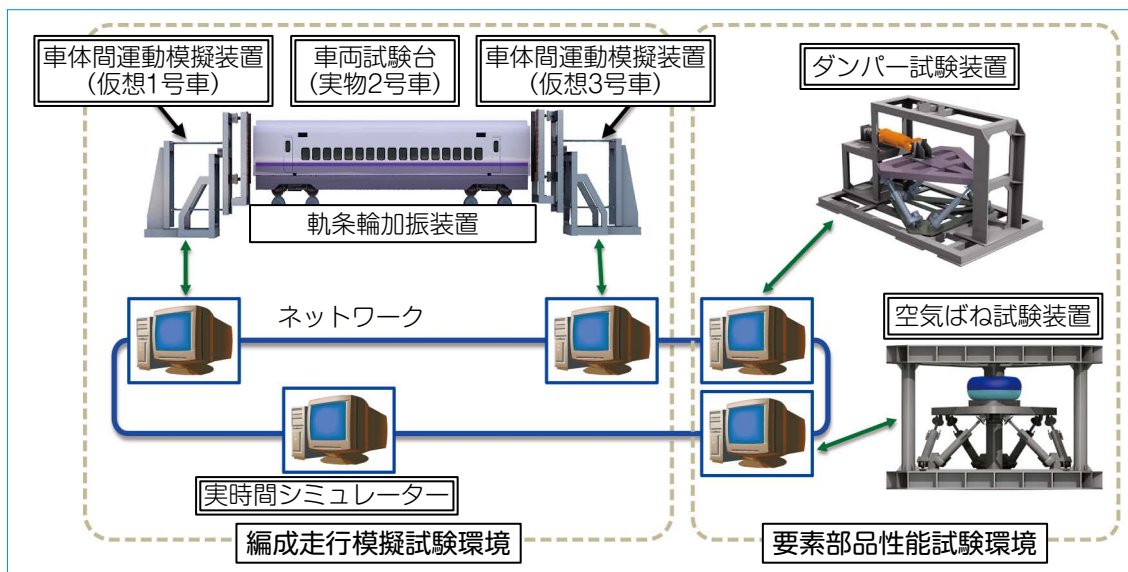 車体間運動模擬装置
(仮想1号車)
車両試験台
(実物2号車)
車体間運動模擬装置
(仮想3号車)
ダンパー試験装置
軌条輪加振装置
ネットワーク
空気ばね試験装置
実時間シミュレーター
編成走行模擬試験環境
要素部品性能試験環境